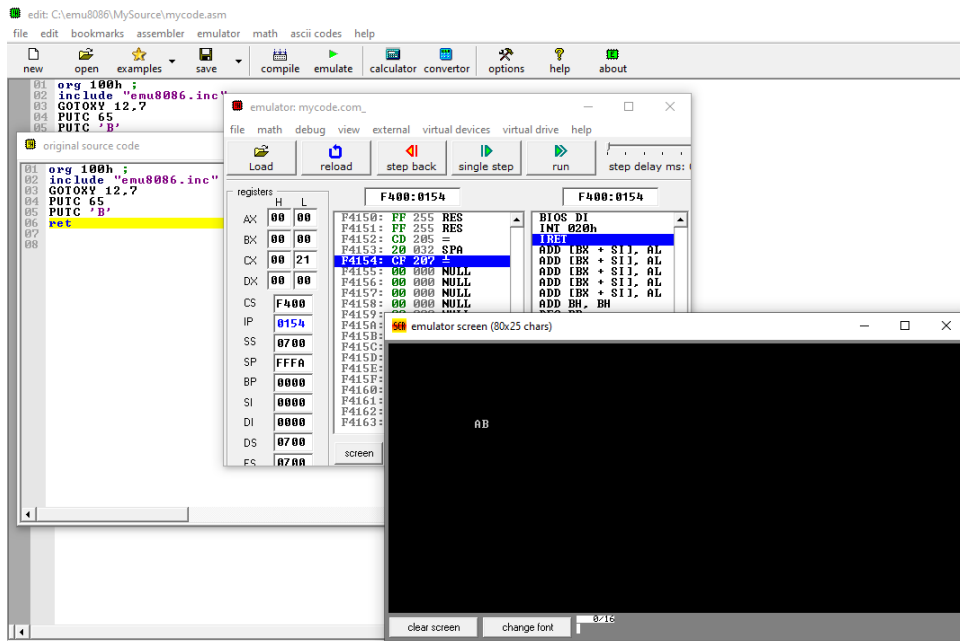 edit: C:\emu8086\MySource\mycode.asm
file edit bookmarks assembler emulator math ascii codes help
new open examples save compile emulate calculator convertor options help about
01 org 100h ;
02 include "emu8086.inc"
03 GOTOXY 12,7
04 PUTC 65
05 PUTC 'B'
original source code
01 org 100h ;
02 include "emu8086.inc"
03 GOTOXY 12,7
04 PUTC 65
05 PUTC 'B'
06 ret
07
08
emulator: mycode.com_
file math debug view external virtual devices virtual drive help
Load reload step back single step run step delay ms:
registers
H L
AX 00 00
BX 00 00
CX 00 21
DX 00 00
CS F400
IP 0154
SS 0700
SP FFFA
BP 0000
SI 0000
DI 0000
DS 0700
ES 0700
F400:0154
F4150: FF 255 RES
F4151: FF 255 RES
F4152: CD 205 =
F4153: 20 032 SPA
F4154: CF 207 ╧
F4155: 00 000 NULL
F4156: 00 000 NULL
F4157: 00 000 NULL
F4158: 00 000 NULL
F4159: 00 000 NULL
F415A:
F415B:
F415C:
F415D:
F415E:
F415F:
F4160:
F4161:
F4162:
F4163:
F400:0154
BIOS DI
INT 020h
IRET
ADD [BX + SI], AL
ADD [BX + SI], AL
ADD [BX + SI], AL
ADD [BX + SI], AL
ADD [BX + SI], AL
ADD BH, BH
screen
emulator screen (80x25 chars)
AB
clear screen change font 0/16